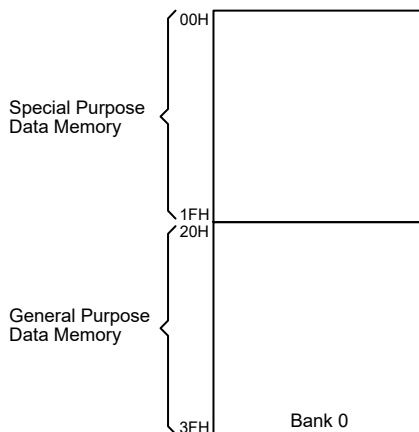 00H
Special Purpose
Data Memory
1FH
20H
General Purpose
Data Memory
3FH
Bank 0